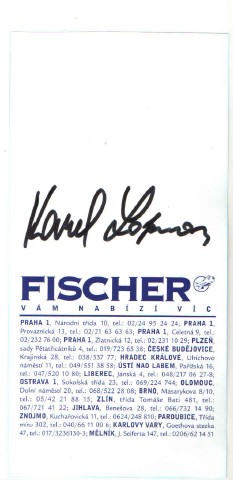 Karel
FISCHER
VÁM NABÍZÍ VÍC
PRAHA 1, Národní třída 10, tel.: 02/24 95 24 24; PRAHA 1,
Provaznická 13, tel.: 02/21 63 63 63; PRAHA 1, Celetná 9, tel.:
02/232 76 00; PRAHA 1, Zlatnická 12, tel.: 02/231 10 29; PLZEŇ,
sady Pětatřicátníků 4, tel.: 019/723 65 38; ČESKÉ BUDĚJOVICE,
Krajinská 28, tel.: 038/337 77; HRADEC KRÁLOVÉ, Ulrichovo
náměstí 11, tel.: 049/551 38 58; ÚSTÍ NAD LABEM, Pařížská 16,
tel.: 047/520 10 80; LIBEREC, Jánská 4, tel.: 048/217 06 27-8;
OSTRAVA 1, Sokolská třída 23, tel.: 069/224 744; OLOMOUC,
Dolní náměstí 20, tel.: 068/522 28 08; BRNO, Masarykova 8/10,
tel.: 05/42 21 88 15; ZLÍN, třída Tomáše Bati 481, tel.:
067/721 41 22; JIHLAVA, Benešova 28, tel.: 066/732 14 90;
ZNOJMO, Kuchařovická 11, tel.: 0624/248 810; PARDUBICE, Třída
míru 302, tel.: 040/66 11 00 6; KARLOVY VARY, Goethova stezka
47, tel.: 017/3236130-3; MĚLNÍK, J. Seiferta 147, tel.: 0206/62 14 51